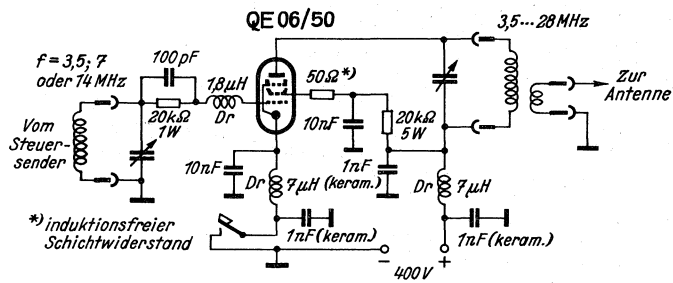 QE 06/50
3,5...28 MHz
f = 3,5; 7
oder 14 MHz
100 pF
1,8 µH
Dr
50Ω*)
20kΩ
1W
10nF
20kΩ
5W
Zur
Antenne
Vom
Steuer-
sender
10nF
Dr
7µH
1nF
(keram.)
Dr
7µH
*) induktionsfreier
Schichtwiderstand
1nF (keram.)
1nF (keram.)
−
400V
+